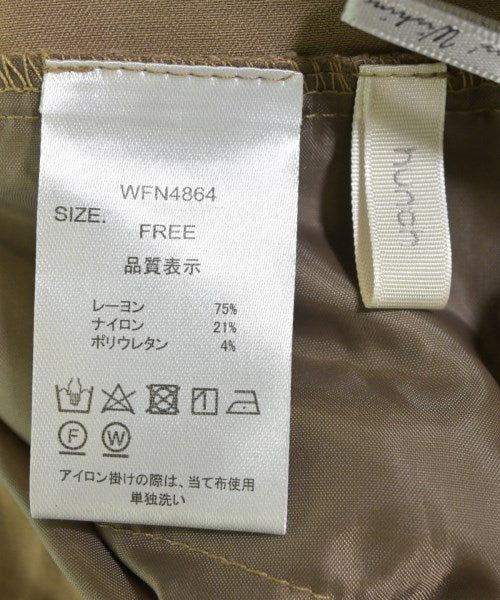 WFN4864
SIZE. FREE
品質表示
レーヨン 75%
ナイロン 21%
ポリウレタン 4%
F W
アイロン掛けの際は、当て布使用
単独洗い